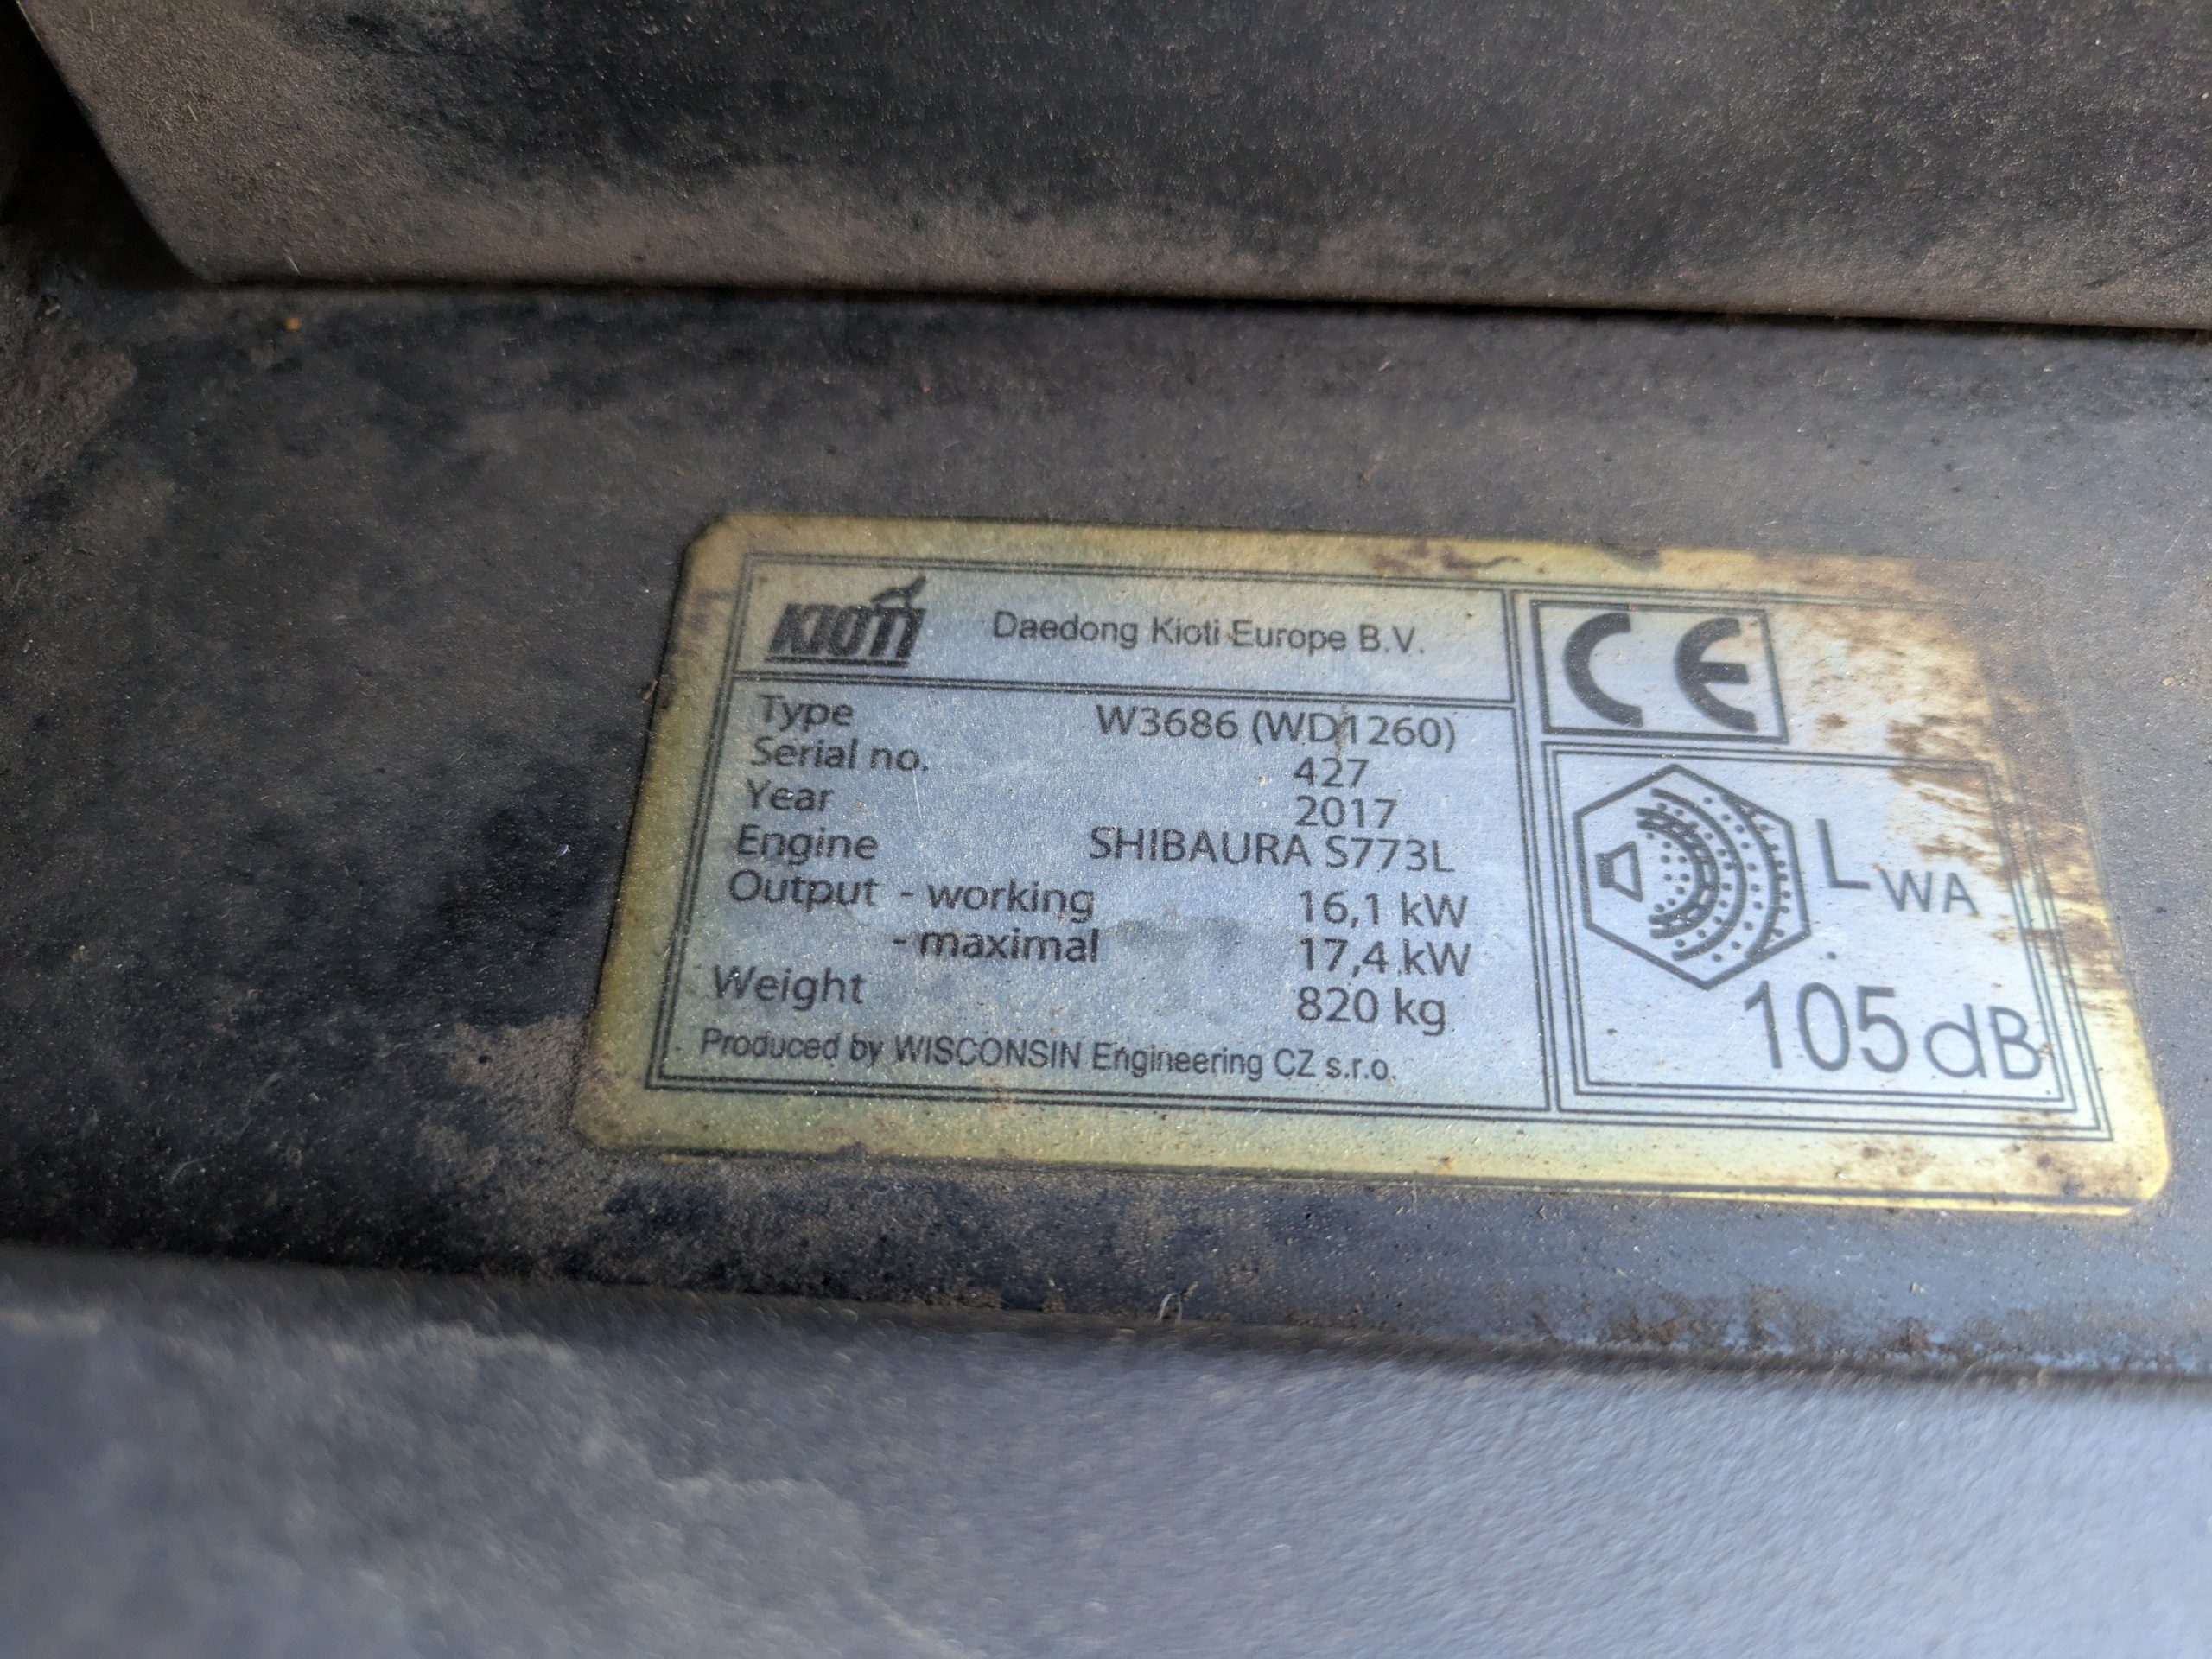 KIOTI Daedong Kioti Europe B.V.
CE
Type W3686 (WD1260)
Serial no. 427
Year 2017
Engine SHIBAURA S773L
Output - working 16,1 kW
- maximal 17,4 kW
Weight 820 kg
Produced by WISCONSIN Engineering CZ s.r.o.
LWA
105 dB